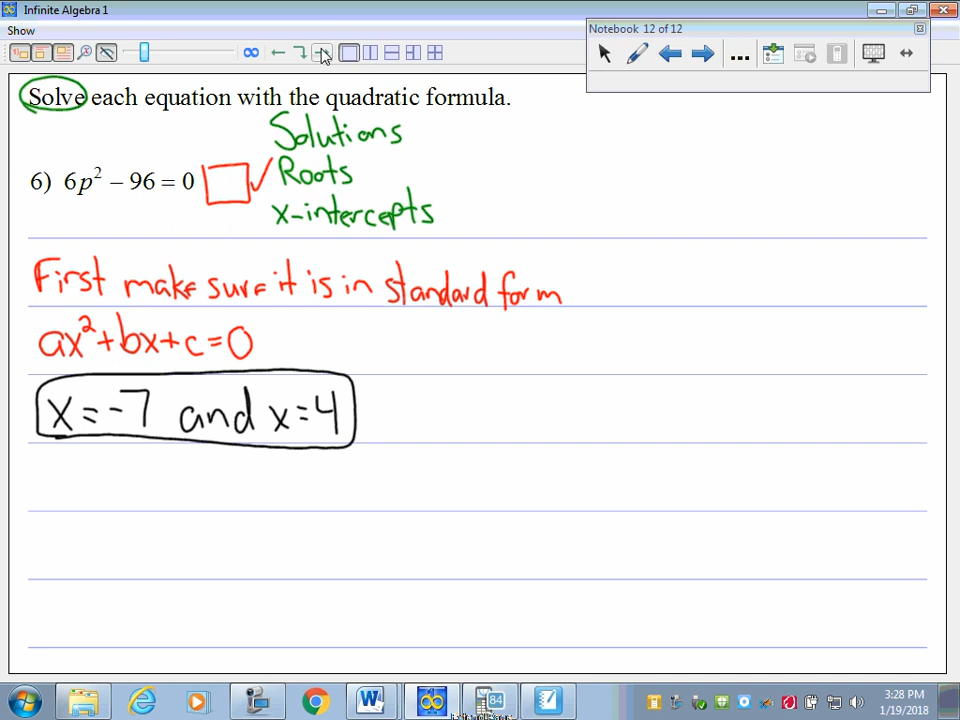 Infinite Algebra 1
Show
Notebook 12 of 12
Solve each equation with the quadratic formula.
Solutions
6) 6p² – 96 = 0
Roots
x-intercepts
First make sure it is in standard form
ax²+bx+c=0
x=-7 and x=4
84
3:28 PM
1/19/2018